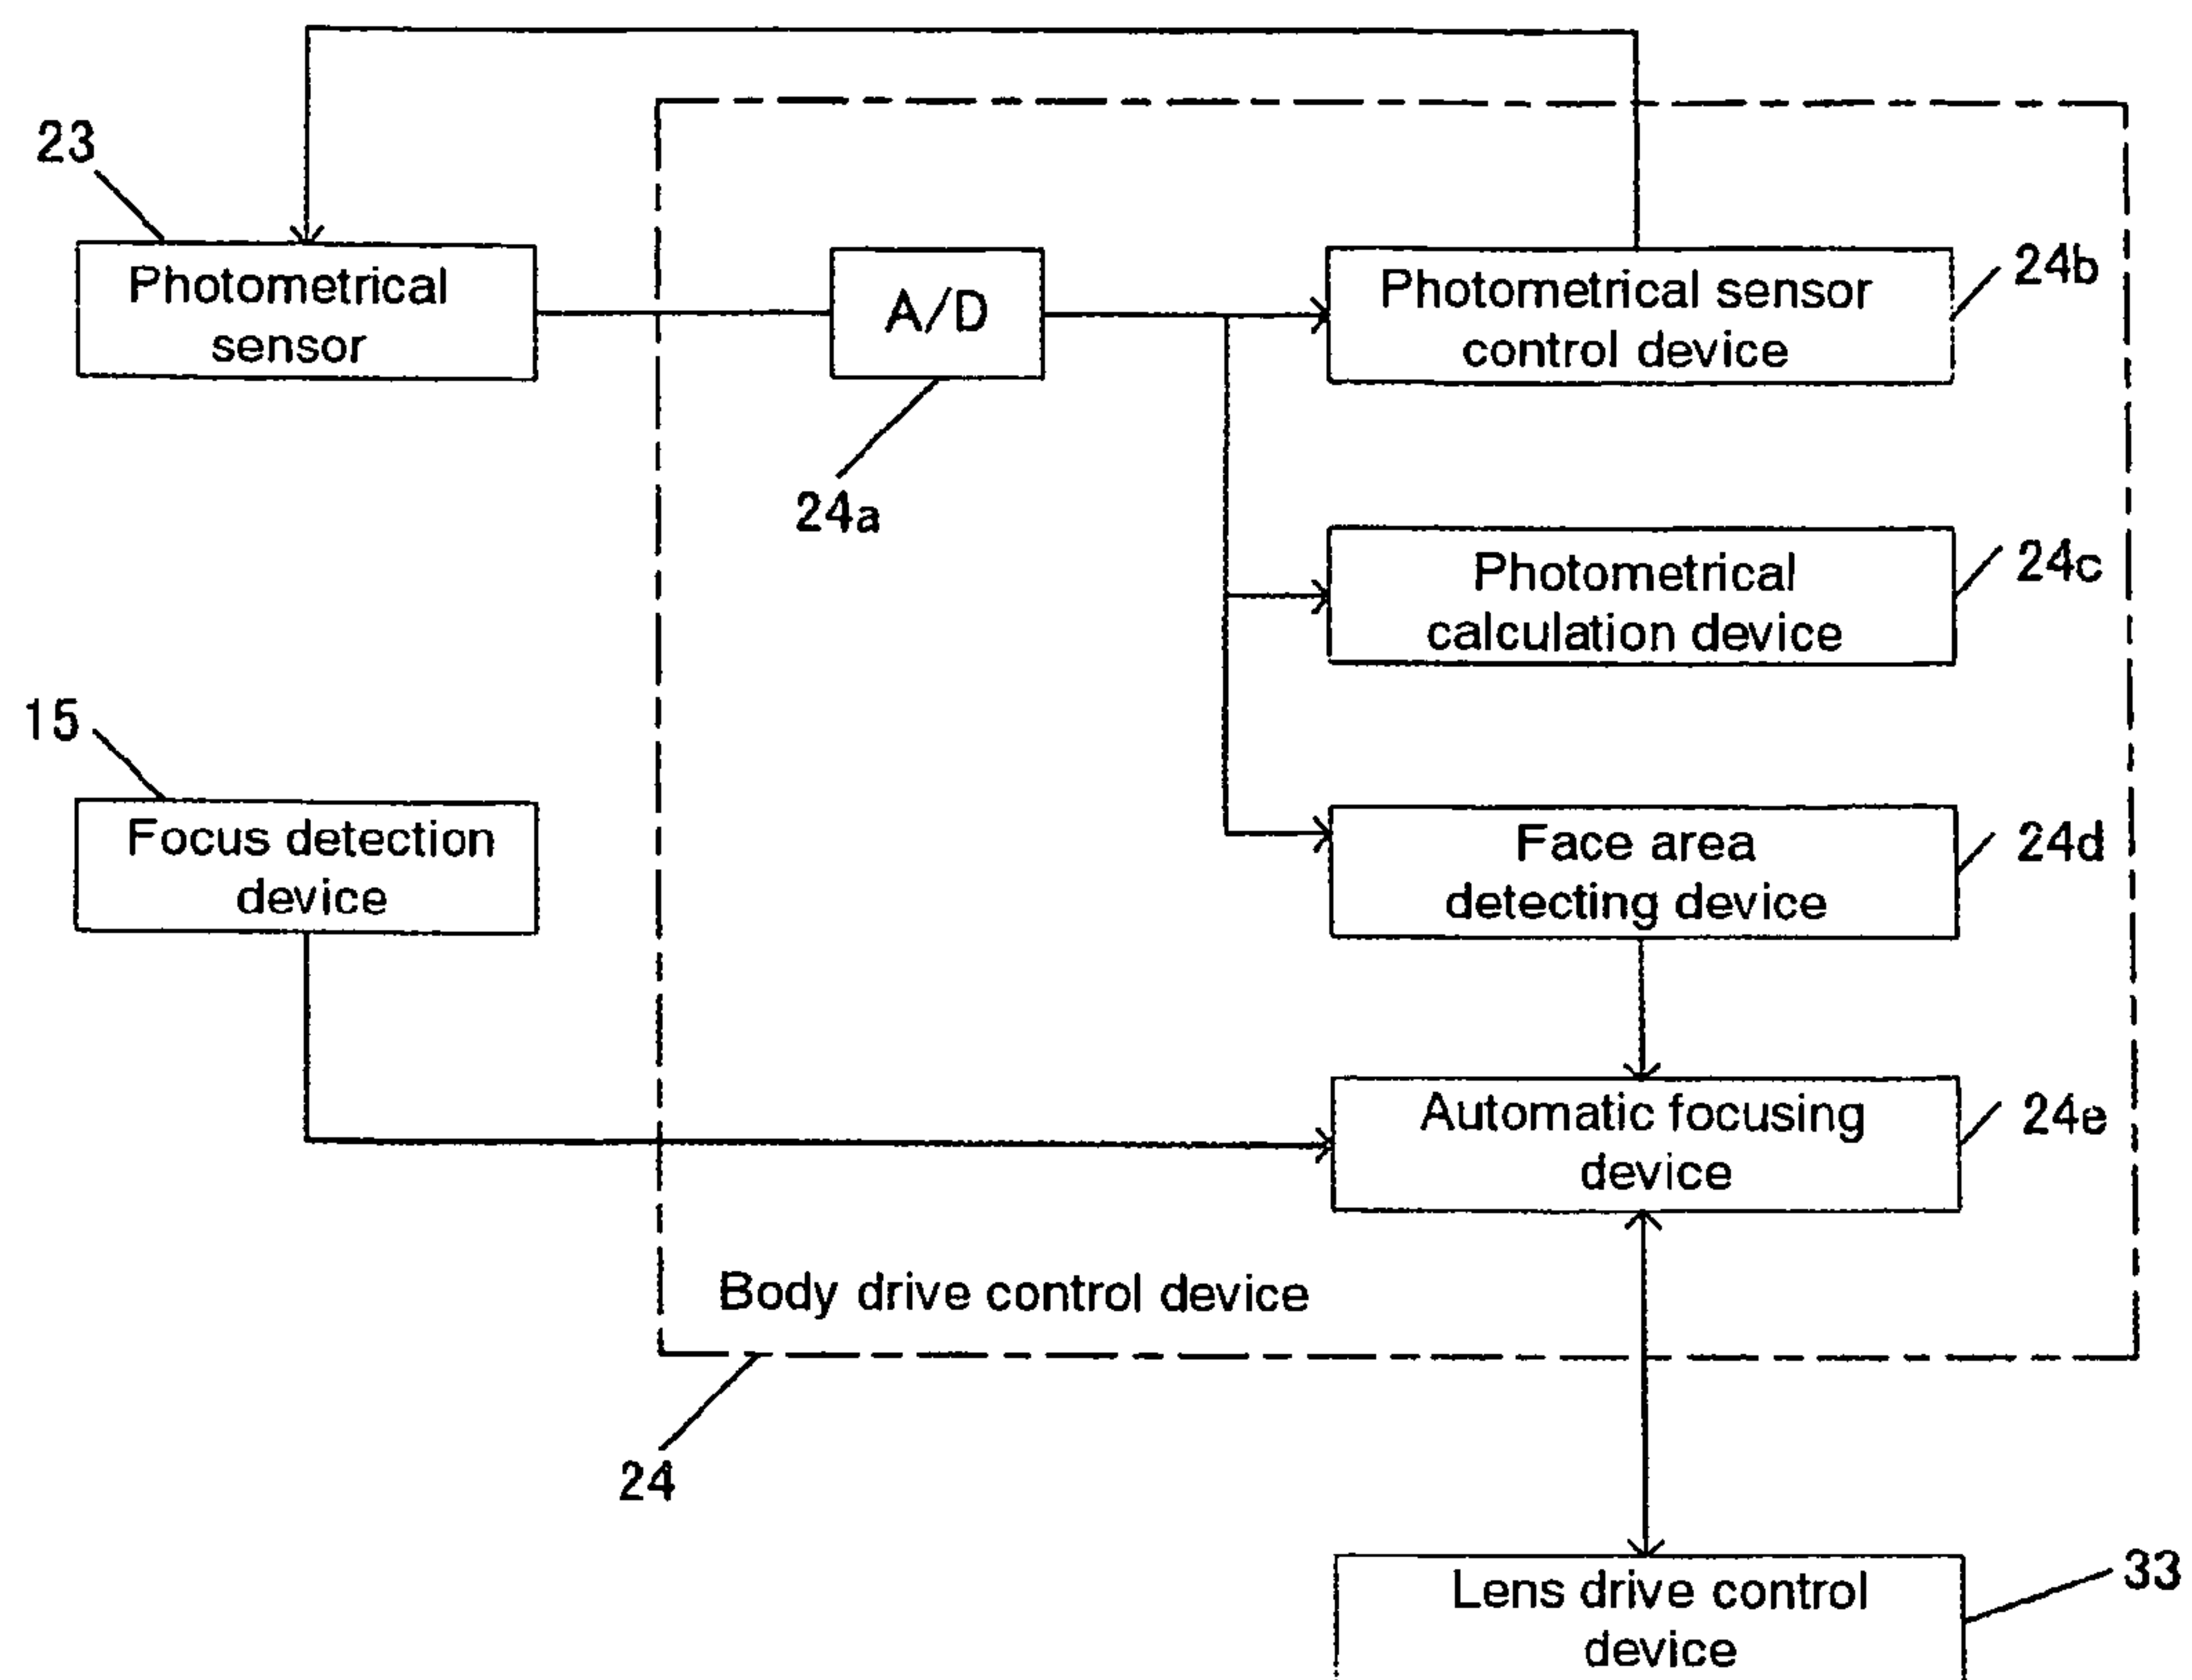 23
Photometrical
sensor
A/D
24a
Photometrical sensor
control device
24b
Photometrical
calculation device
24c
15
Focus detection
device
Face area
detecting device
24d
Automatic focusing
device
24e
Body drive control device
24
Lens drive control
device
33